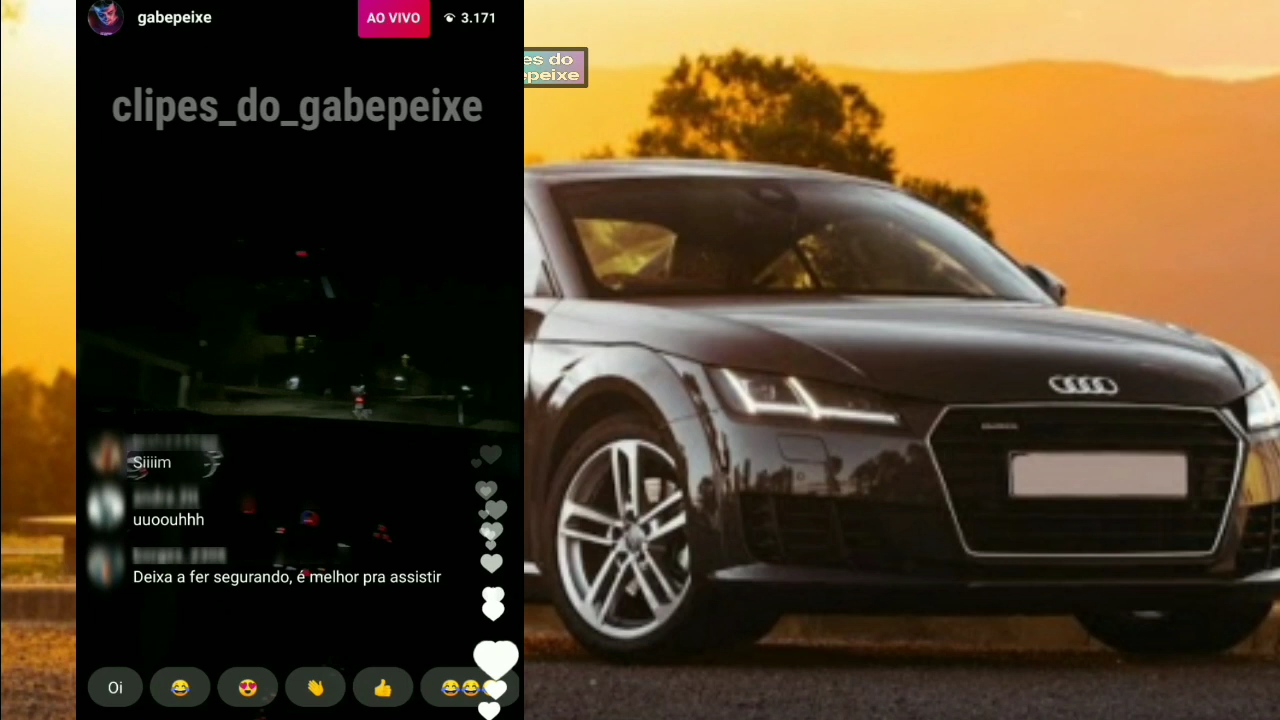 gabepeixe
AO VIVO
3.171
es do
epeixe
clipes_do_gabepeixe
Siiiim
uuoouhhh
Deixa a fer segurando, é melhor pra assistir
Oi